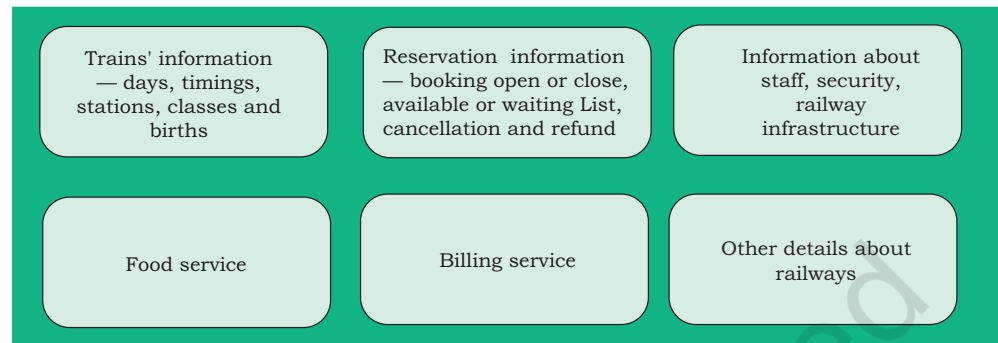 Trains' information
— days, timings,
stations, classes and
births
Reservation information
— booking open or close,
available or waiting List,
cancellation and refund
Information about
staff, security,
railway
infrastructure
Food service
Billing service
Other details about
railways